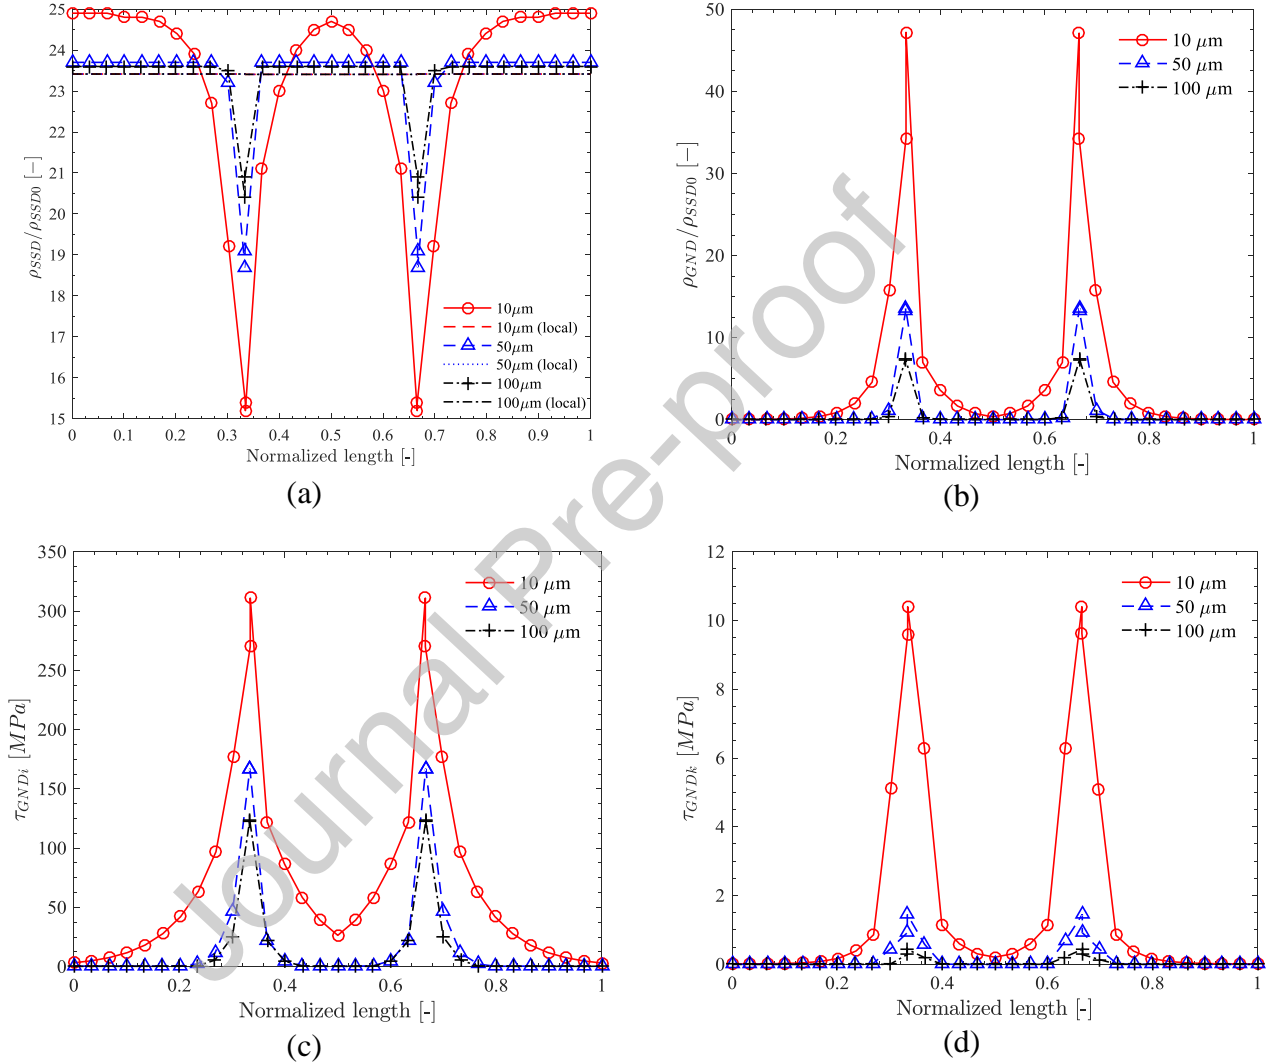 25
24
23
22
21
20
19
18
17
16
15
ρSSD/ρSSD0 [−]
10μm
10μm (local)
50μm
50μm (local)
100μm
100μm (local)
0 0.1 0.2 0.3 0.4 0.5 0.6 0.7 0.8 0.9 1
Normalized length [-]
(a)
50
45
40
35
30
25
20
15
10
5
0
ρGND/ρSSD0 [−]
10 μm
50 μm
100 μm
0 0.2 0.4 0.6 0.8 1
Normalized length [-]
(b)
350
300
250
200
150
100
50
0
τGNDi [MPa]
10 μm
50 μm
100 μm
0 0.2 0.4 0.6 0.8 1
Normalized length [-]
(c)
12
10
8
6
4
2
0
τGNDk [MPa]
10 μm
50 μm
100 μm
0 0.2 0.4 0.6 0.8 1
Normalized length [-]
(d)
Journal Pre-proof